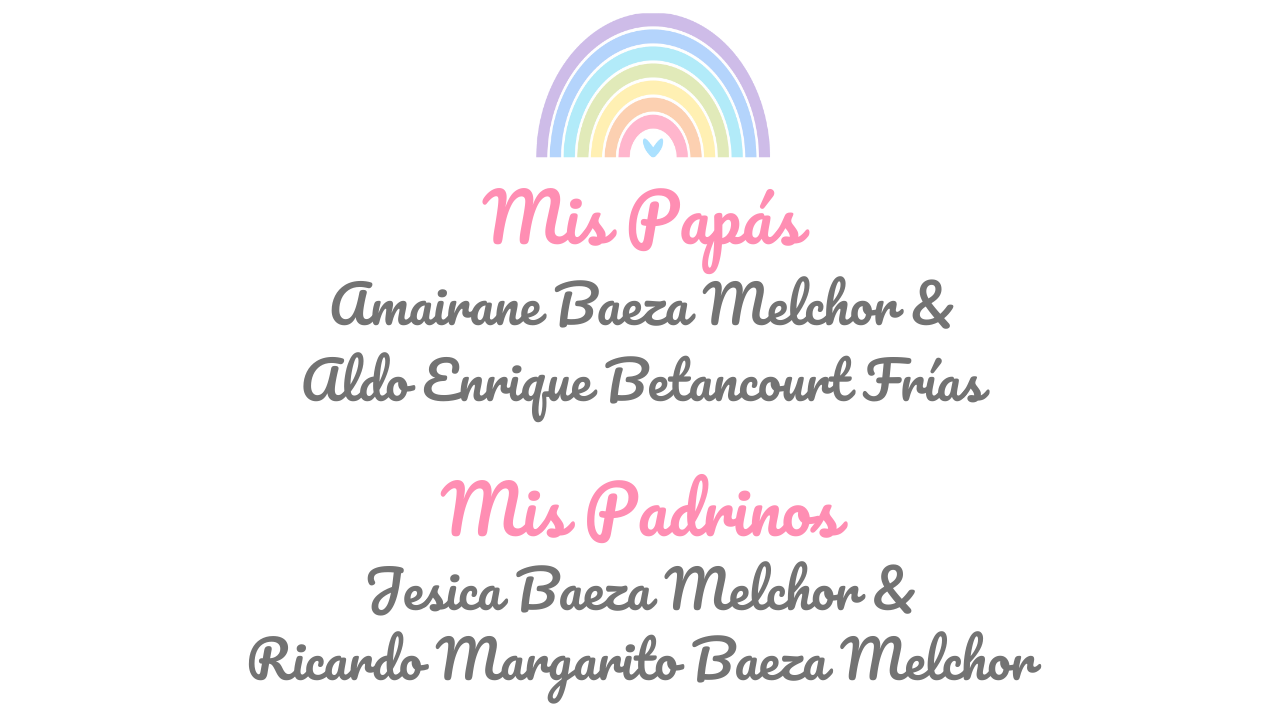 Mis Papás
Amairane Baeza Melchor &
Aldo Enrique Betancourt Frías
Mis Padrinos
Jesica Baeza Melchor &
Ricardo Margarito Baeza Melchor